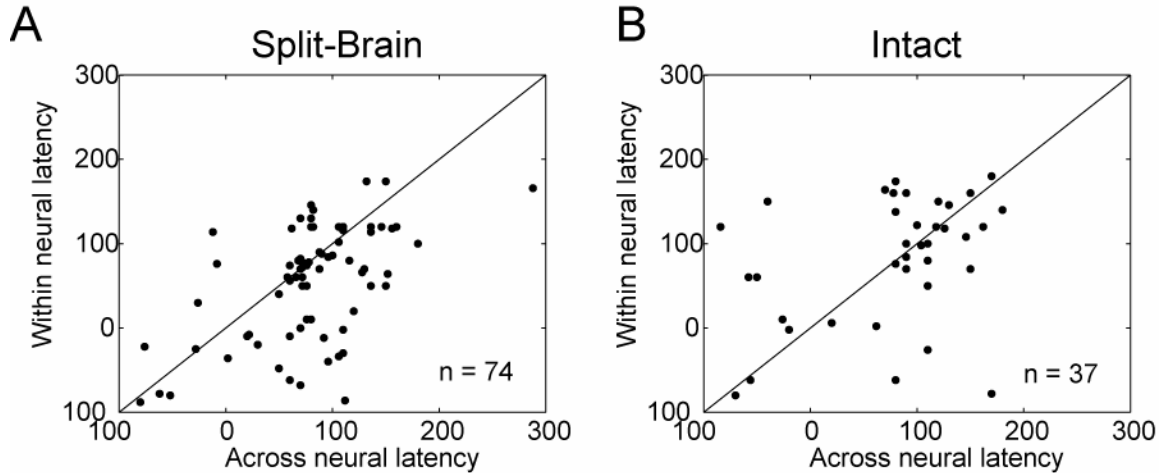 A
Split-Brain
300
200
100
0
100
Within neural latency
100 0 100 200 300
Across neural latency
n = 74
B
Intact
300
200
100
0
100
Within neural latency
100 0 100 200 300
Across neural latency
n = 37